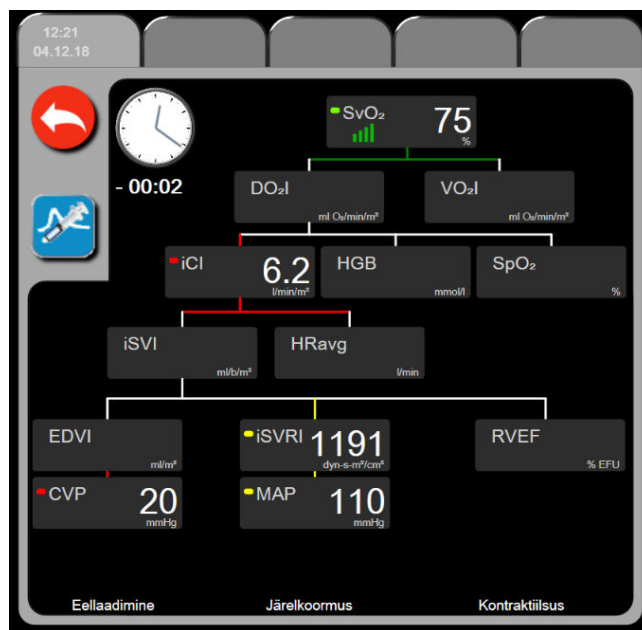 12:21
04.12.18
SvO₂ 75
%
- 00:02
DO₂I VO₂I
ml O₂/min/m² ml O₂/min/m²
iCI 6.2 HGB SpO₂
l/min/m² mmol/l %
iSVI HRavg
ml/b/m² l/min
EDVI iSVRI 1191 RVEF
ml/m² dyn-s-m²/cm⁵ % EFU
CVP 20 MAP 110
mmHg mmHg
Eellaadimine Järelkoormus Kontraktiilsus